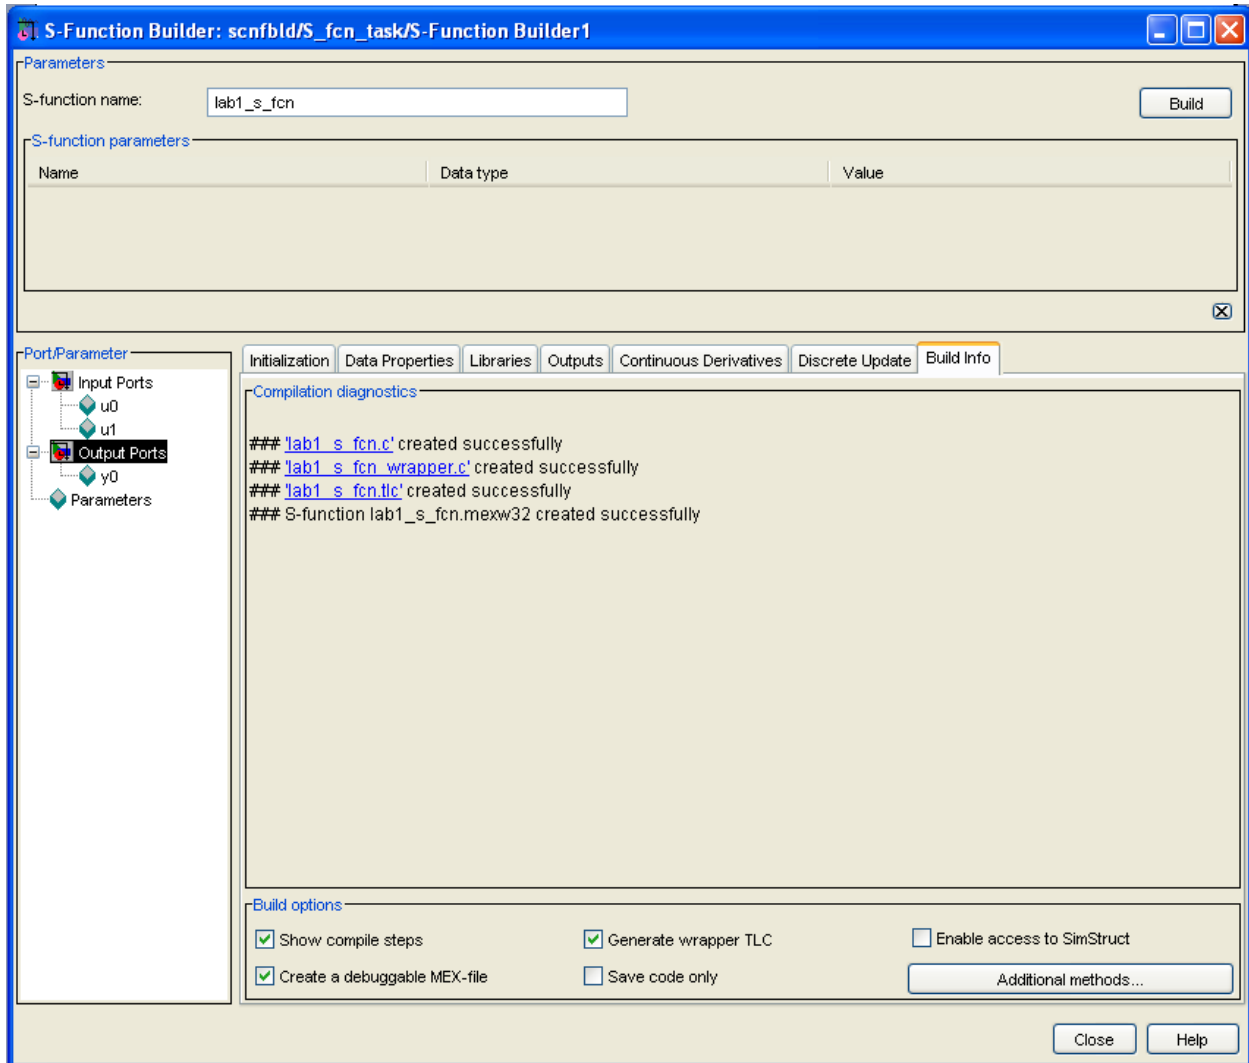 S-Function Builder: scnfbld/S_fcn_task/S-Function Builder1
Parameters
S-function name:
lab1_s_fcn
Build
S-function parameters
Name Data type Value
Port/Parameter
Input Ports
u0
u1
Output Ports
y0
Parameters
Initialization Data Properties Libraries Outputs Continuous Derivatives Discrete Update Build Info
Compilation diagnostics
### 'lab1_s_fcn.c' created successfully
### 'lab1_s_fcn_wrapper.c' created successfully
### 'lab1_s_fcn.tlc' created successfully
### S-function lab1_s_fcn.mexw32 created successfully
Build options
Show compile steps Generate wrapper TLC Enable access to SimStruct
Create a debuggable MEX-file Save code only Additional methods...
Close Help